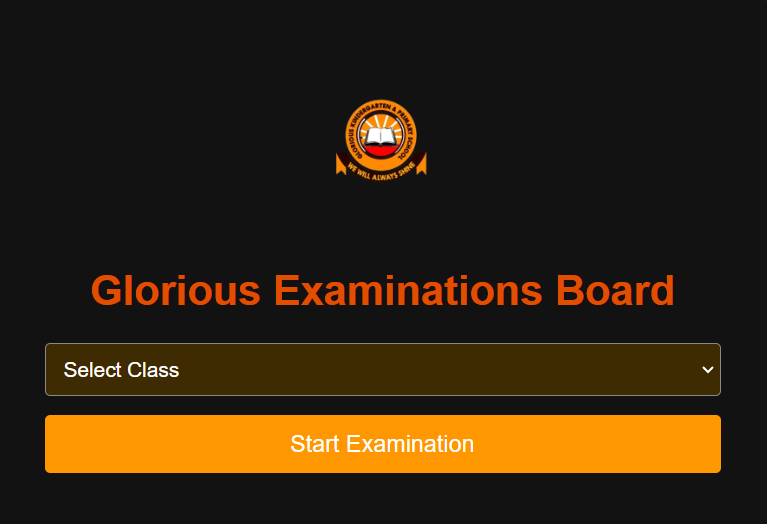 GLORIOUS KINDERGARTEN & PRIMARY SCHOOL
WE WILL ALWAYS SHINE
Glorious Examinations Board
Select Class
Start Examination